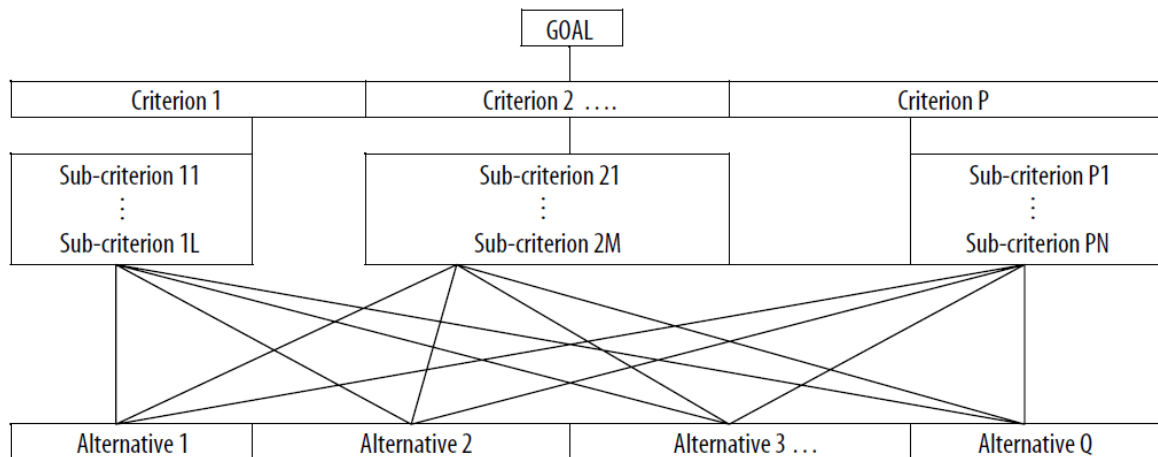 GOAL
Criterion 1 Criterion 2 .... Criterion P
Sub-criterion 11 Sub-criterion 21 Sub-criterion P1
⋮ ⋮ ⋮
Sub-criterion 1L Sub-criterion 2M Sub-criterion PN
Alternative 1 Alternative 2 Alternative 3 ... Alternative Q